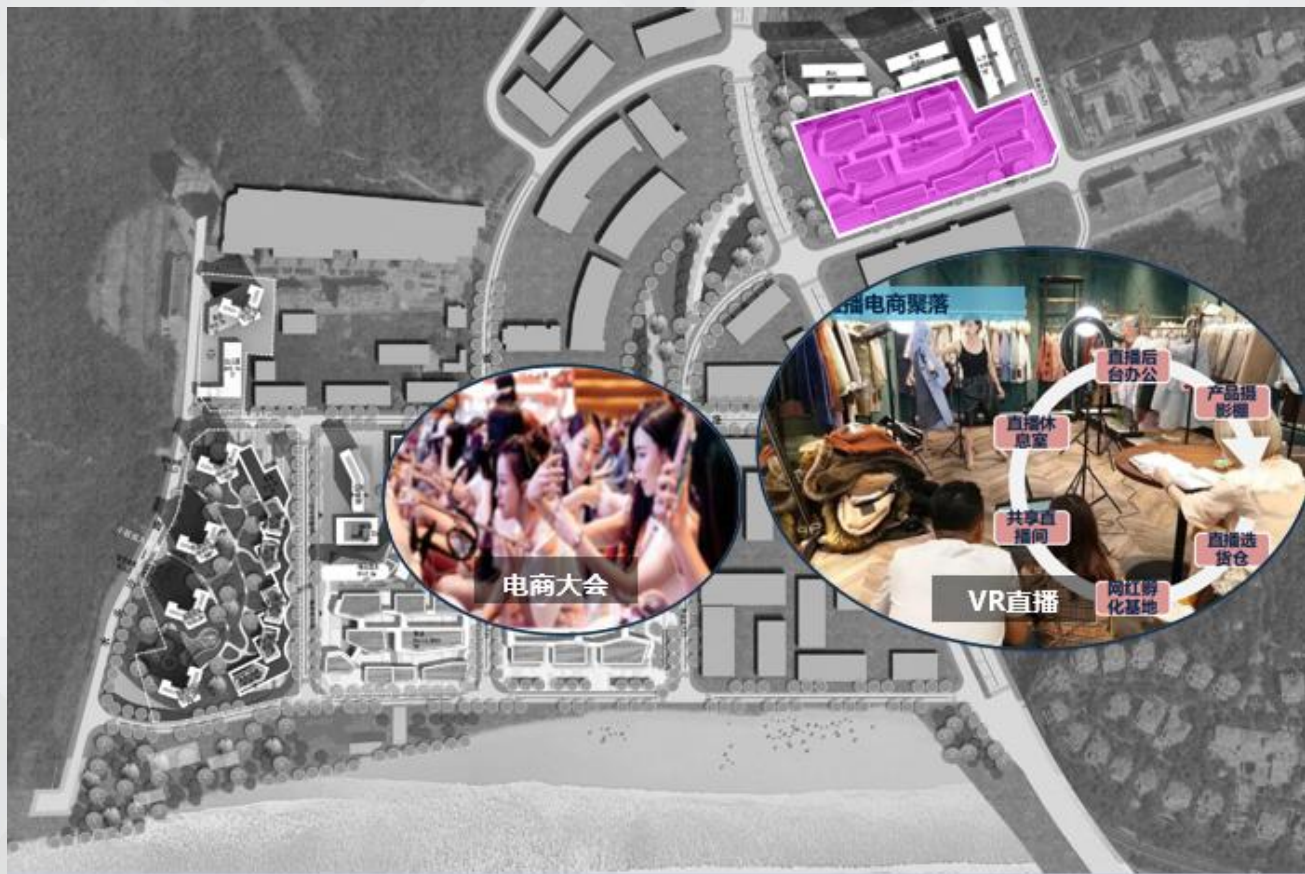 播电商聚落
直播后
台办公
产品摄
影棚
直播休
息室
共享直
播间
直播选
货仓
网红孵
化基地
电商大会
VR直播